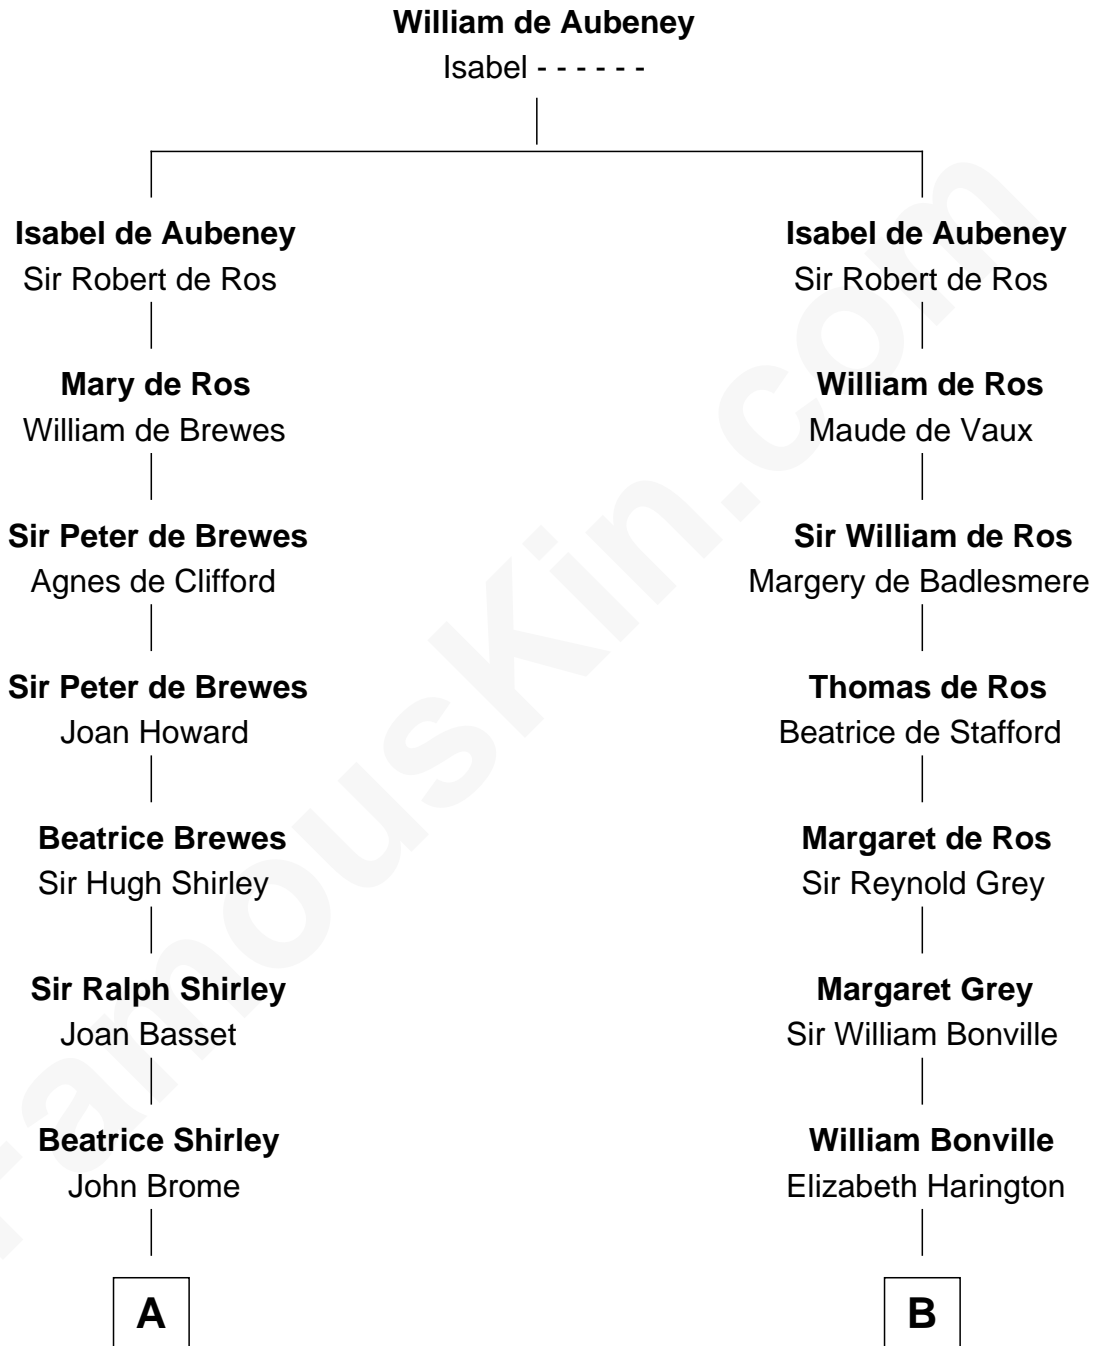 William de Aubeney
Isabel - - - - - -
Isabel de Aubeney
Sir Robert de Ros
Isabel de Aubeney
Sir Robert de Ros
Mary de Ros
William de Brewes
William de Ros
Maude de Vaux
Sir Peter de Brewes
Agnes de Clifford
Sir William de Ros
Margery de Badlesmere
Sir Peter de Brewes
Joan Howard
Thomas de Ros
Beatrice de Stafford
Beatrice Brewes
Sir Hugh Shirley
Margaret de Ros
Sir Reynold Grey
Sir Ralph Shirley
Joan Basset
Margaret Grey
Sir William Bonville
Beatrice Shirley
John Brome
William Bonville
Elizabeth Harington
A
B
FamousKin.com